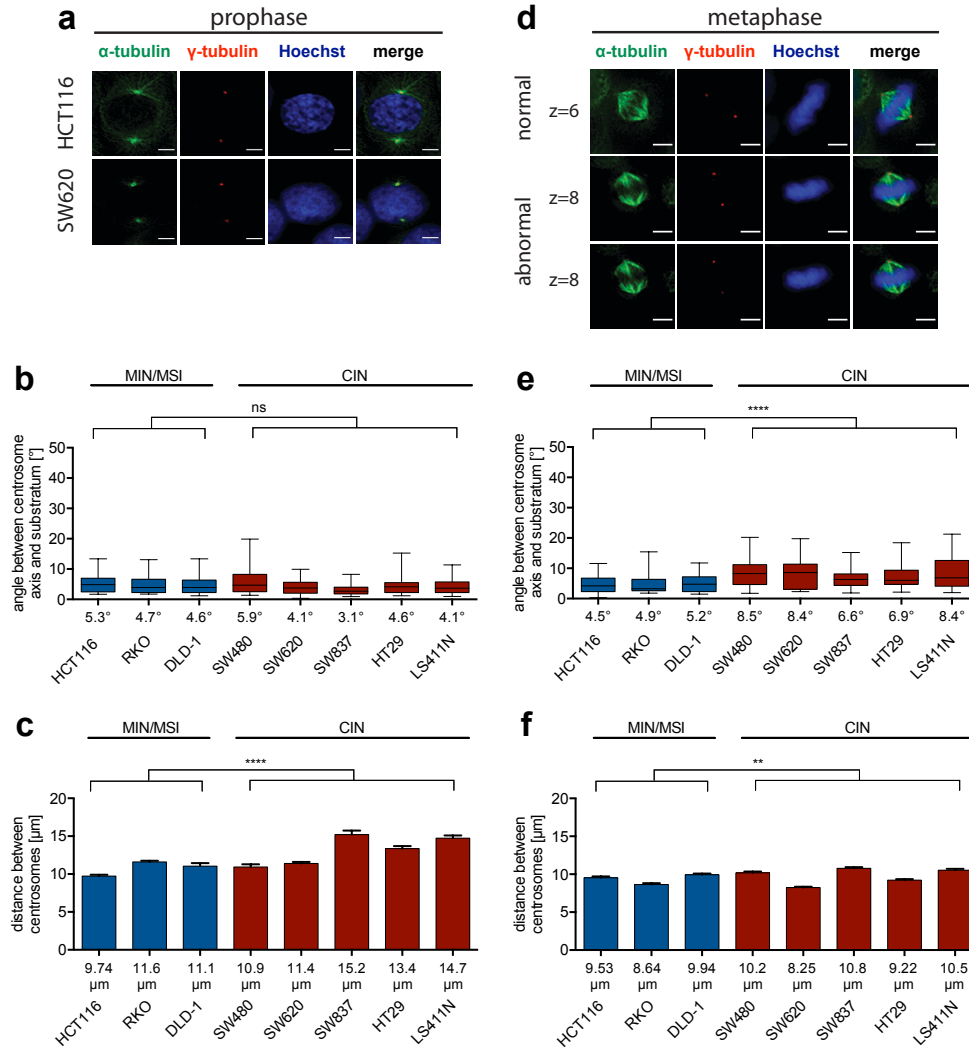 a
prophase
α-tubulin γ-tubulin Hoechst merge
HCT116
SW620
d
metaphase
α-tubulin γ-tubulin Hoechst merge
normal
z=6
abnormal
z=8
z=8
b
MIN/MSI CIN
ns
angle between centrosome
axis and substratum [°]
50
40
30
20
10
0
5.3° 4.7° 4.6° 5.9° 4.1° 3.1° 4.6° 4.1°
HCT116 RKO DLD-1 SW480 SW620 SW837 HT29 LS411N
e
MIN/MSI CIN
****
angle between centrosome
axis and substratum [°]
50
40
30
20
10
0
4.5° 4.9° 5.2° 8.5° 8.4° 6.6° 6.9° 8.4°
HCT116 RKO DLD-1 SW480 SW620 SW837 HT29 LS411N
c
MIN/MSI CIN
****
distance between
centrosomes [µm]
20
15
10
5
0
9.74 11.6 11.1 10.9 11.4 15.2 13.4 14.7
µm µm µm µm µm µm µm µm
HCT116 RKO DLD-1 SW480 SW620 SW837 HT29 LS411N
f
MIN/MSI CIN
**
distance between
centrosomes [µm]
20
15
10
5
0
9.53 8.64 9.94 10.2 8.25 10.8 9.22 10.5
µm µm µm µm µm µm µm µm
HCT116 RKO DLD-1 SW480 SW620 SW837 HT29 LS411N